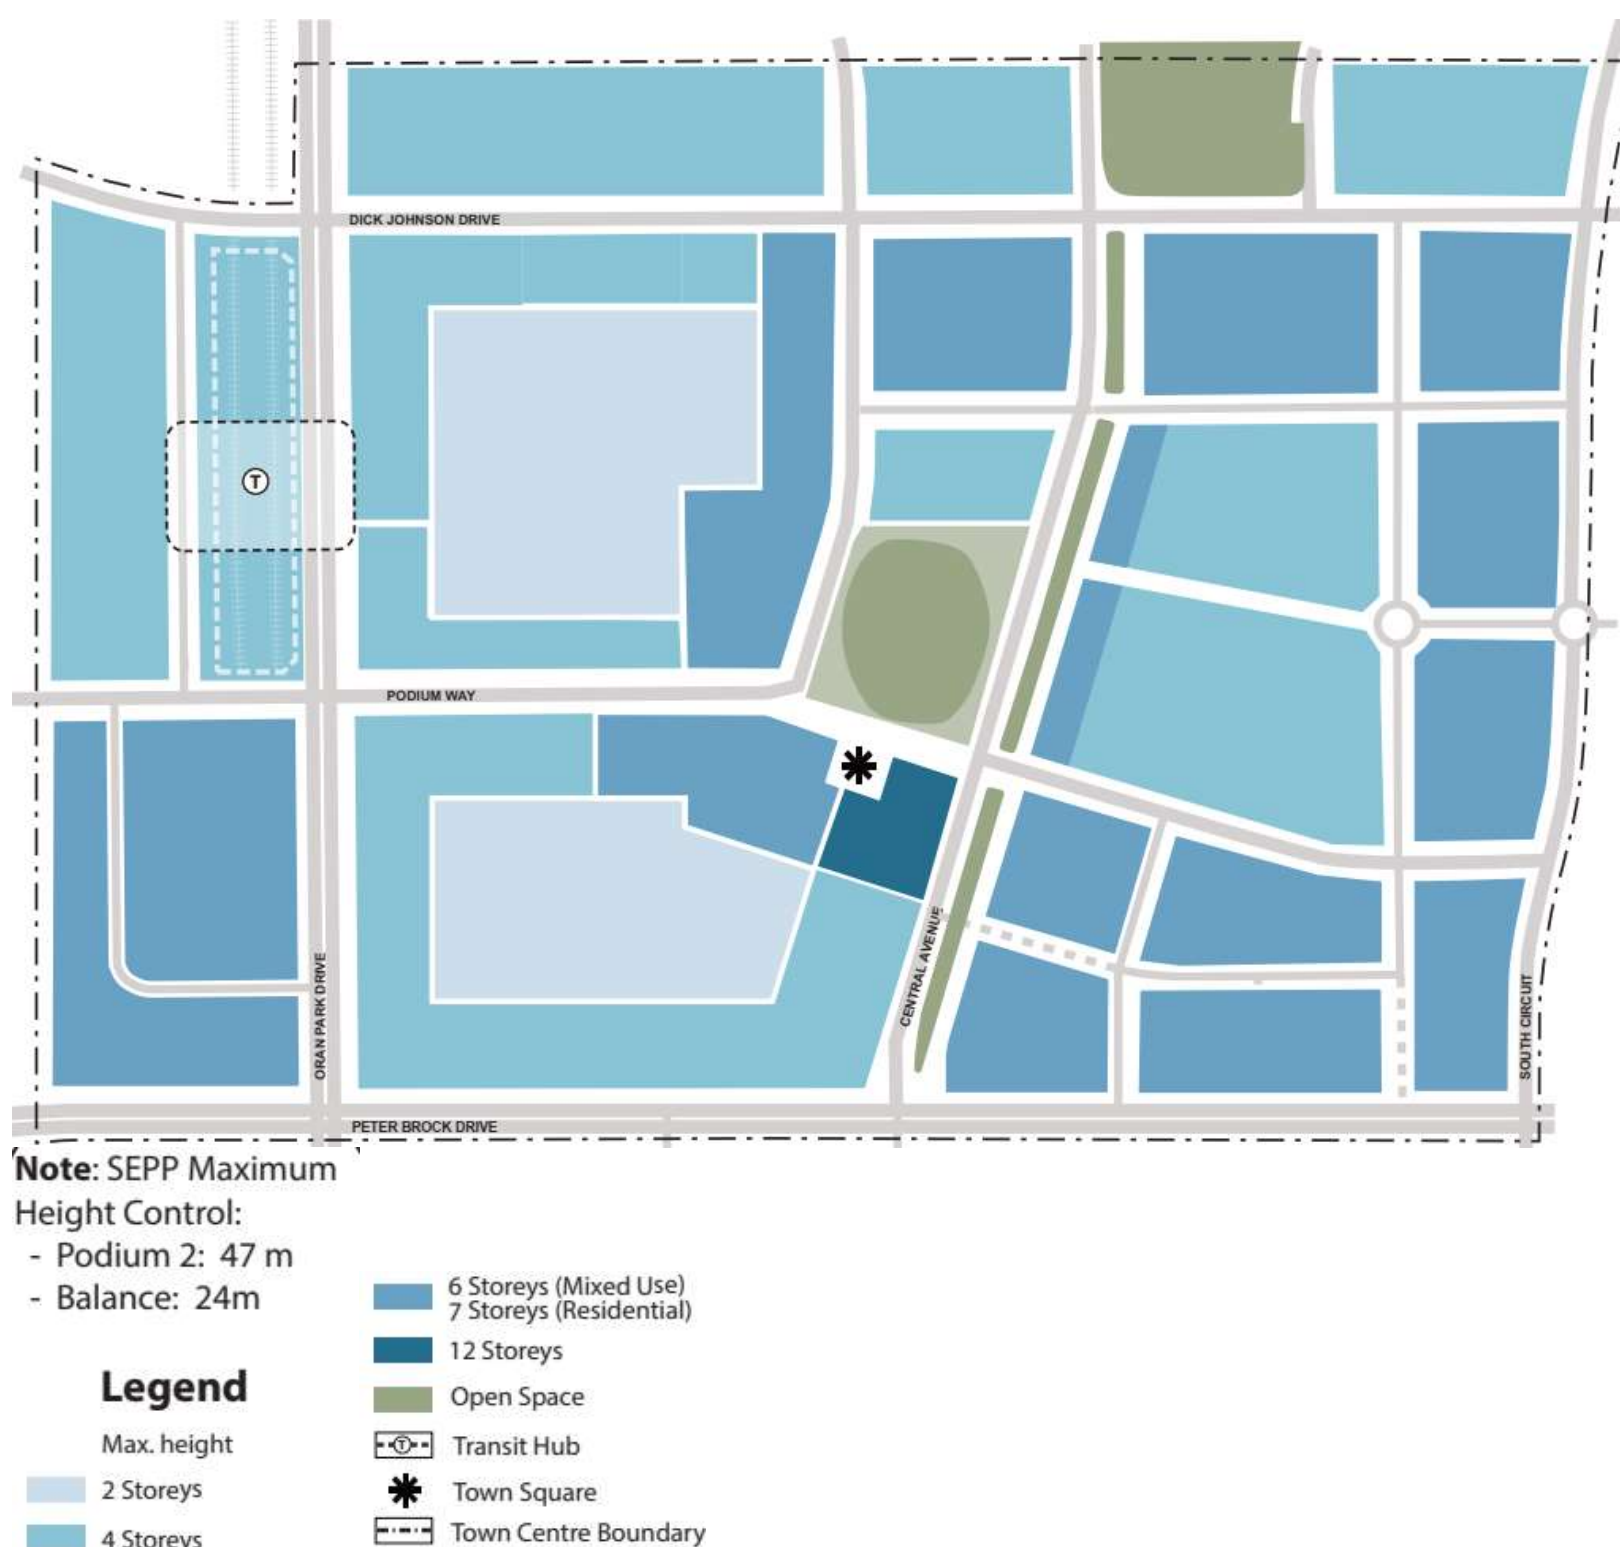 DICK JOHNSON DRIVE
T
PODIUM WAY
CENTRAL AVENUE
ORAN PARK DRIVE
SOUTH CIRCUIT
PETER BROCK DRIVE
Note: SEPP Maximum
Height Control:
- Podium 2: 47 m
- Balance: 24m
Legend
Max. height
2 Storeys
4 Storeys
6 Storeys (Mixed Use)
7 Storeys (Residential)
12 Storeys
Open Space
T
Transit Hub
Town Square
Town Centre Boundary